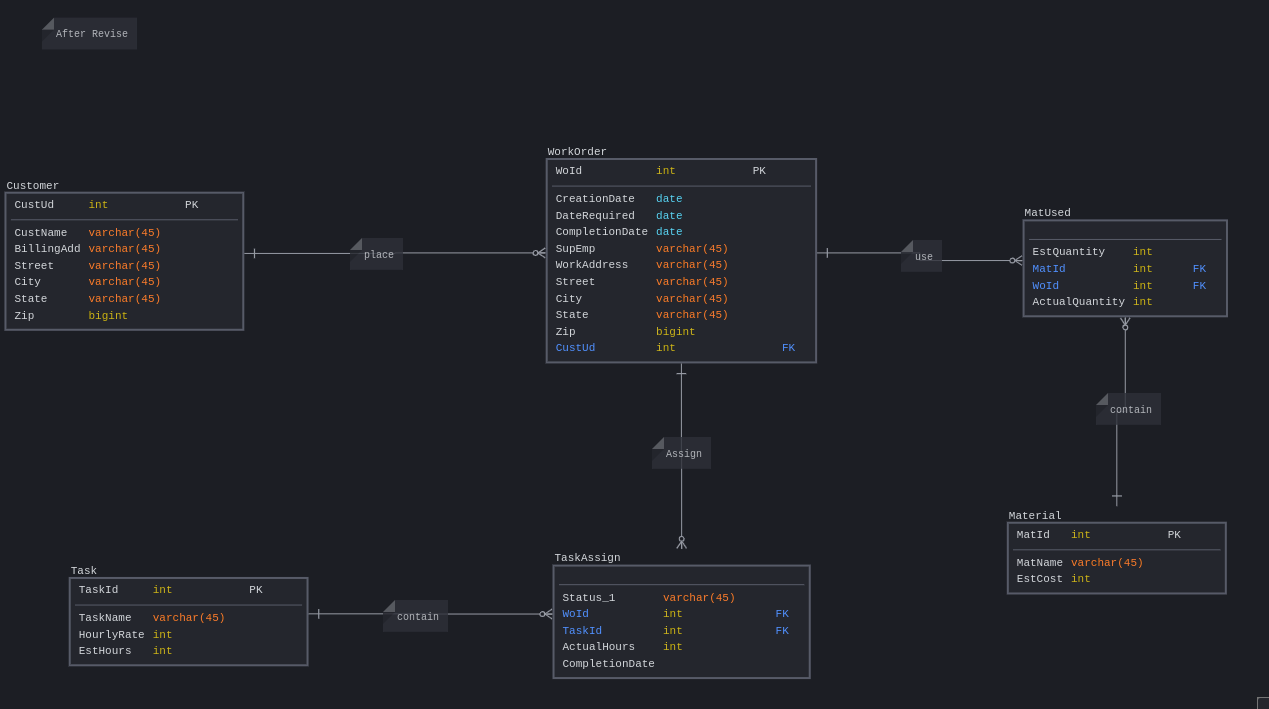 After Revise
Customer
CustUd int PK
CustName varchar(45)
BillingAdd varchar(45)
Street varchar(45)
City varchar(45)
State varchar(45)
Zip bigint
place
WorkOrder
WoId int PK
CreationDate date
DateRequired date
CompletionDate date
SupEmp varchar(45)
WorkAddress varchar(45)
Street varchar(45)
City varchar(45)
State varchar(45)
Zip bigint
CustUd int FK
use
MatUsed
EstQuantity int
MatId int FK
WoId int FK
ActualQuantity int
contain
Assign
Material
MatId int PK
MatName varchar(45)
EstCost int
Task
TaskId int PK
TaskName varchar(45)
HourlyRate int
EstHours int
contain
TaskAssign
Status_1 varchar(45)
WoId int FK
TaskId int FK
ActualHours int
CompletionDate